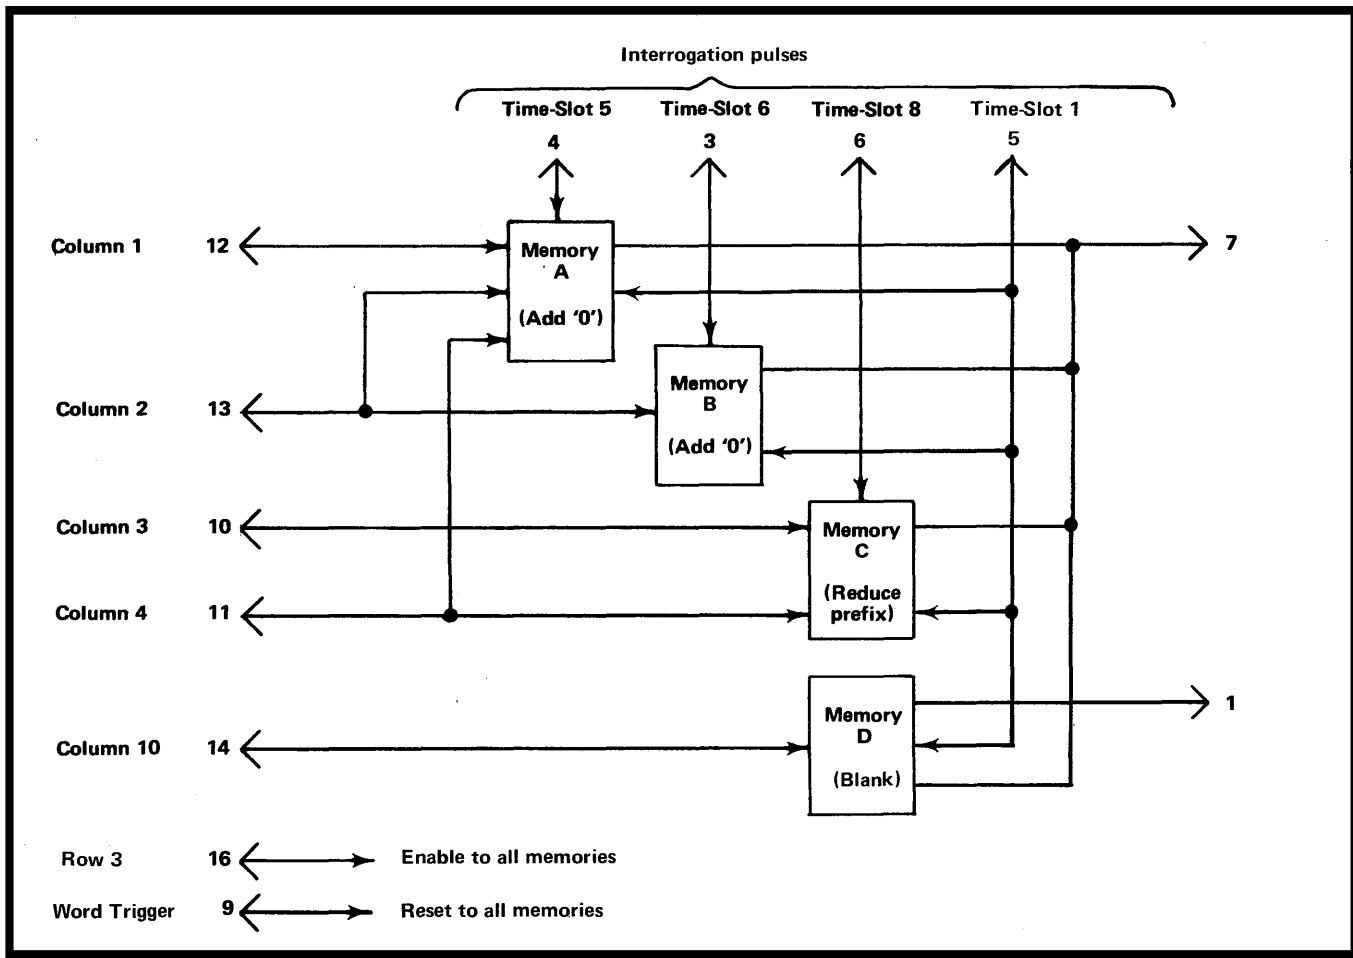 Interrogation pulses
Time-Slot 5 Time-Slot 6 Time-Slot 8 Time-Slot 1
4 3 6 5
Column 1 12 Memory A (Add '0') 7
Column 2 13 Memory B (Add '0')
Column 3 10 Memory C (Reduce prefix)
Column 4 11
Memory D (Blank) 1
Column 10 14
Row 3 16 Enable to all memories
Word Trigger 9 Reset to all memories